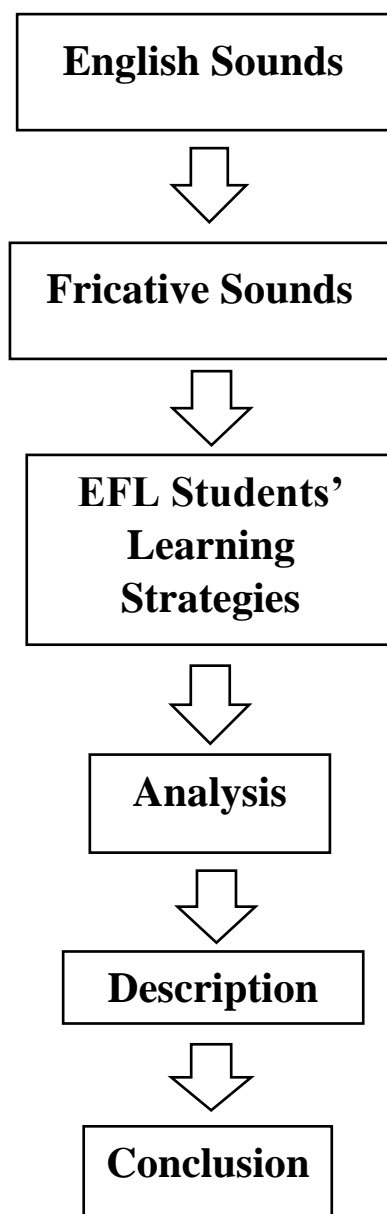 English Sounds
Fricative Sounds
EFL Students’
Learning
Strategies
Analysis
Description
Conclusion